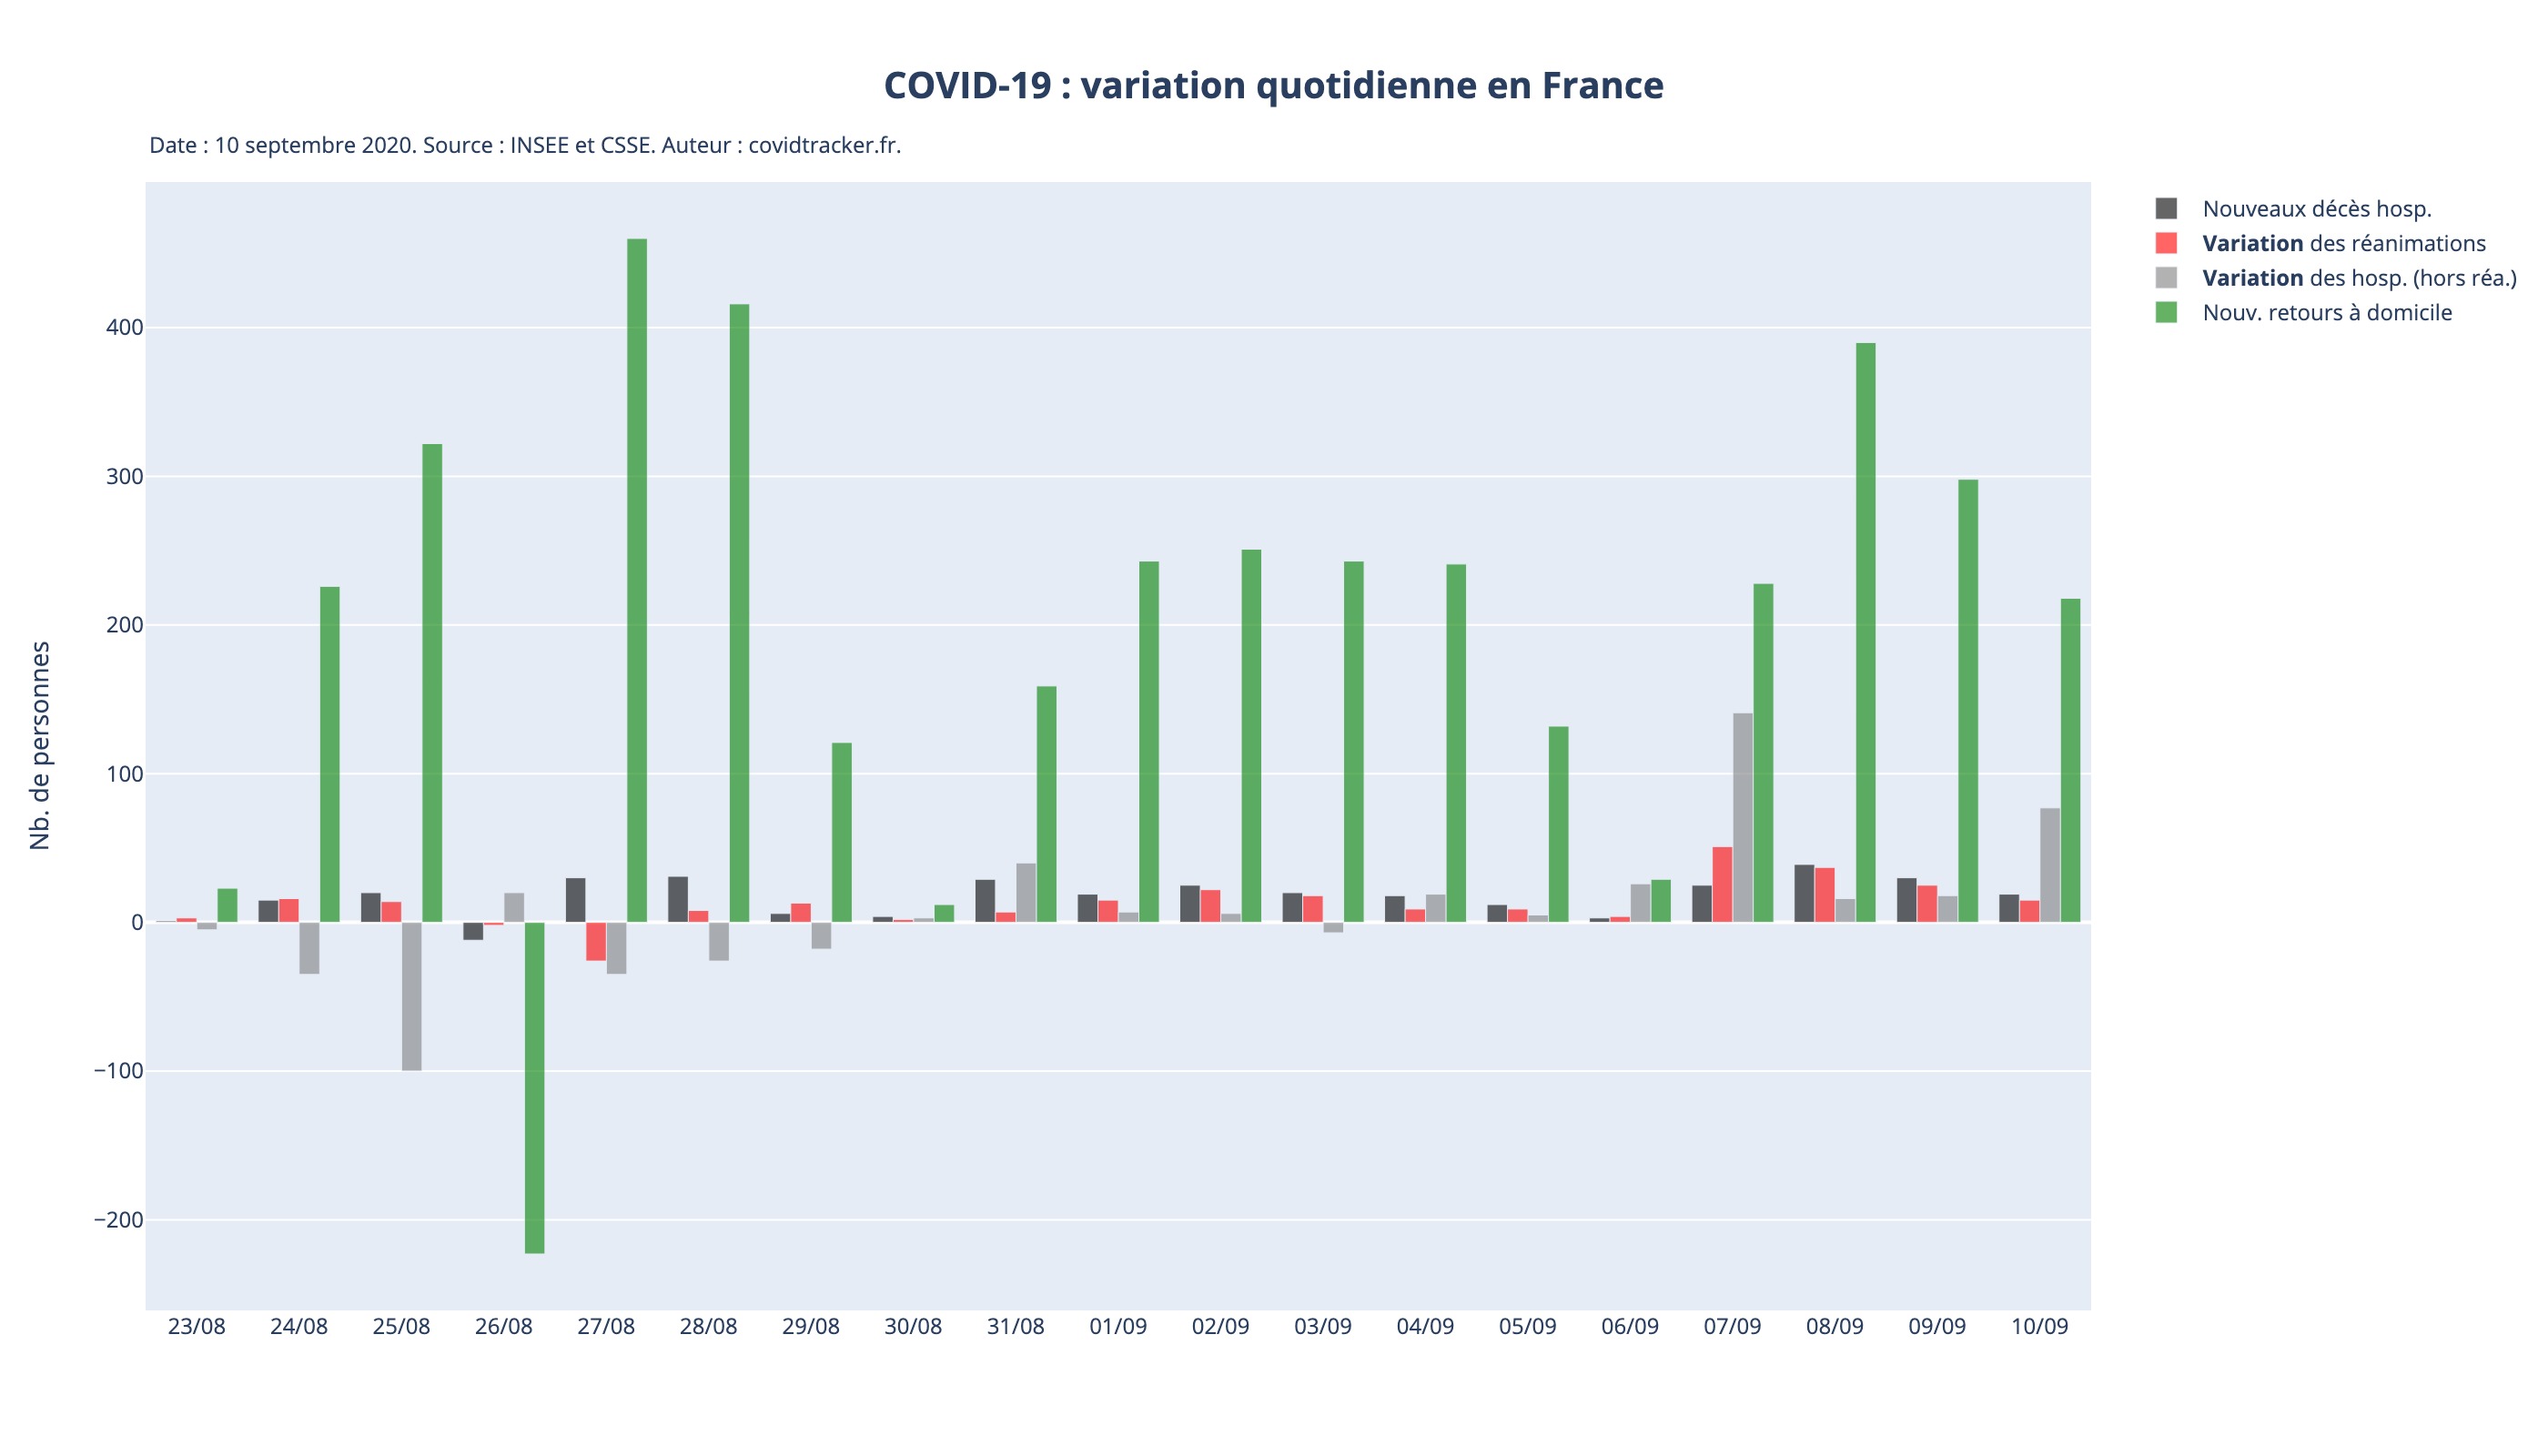 COVID-19 : variation quotidienne en France
Date : 10 septembre 2020. Source : INSEE et CSSE. Auteur : covidtracker.fr.
Nouveaux décès hosp.
Variation des réanimations
Variation des hosp. (hors réa.)
Nouv. retours à domicile
Nb. de personnes
400
300
200
100
0
−100
−200
23/08 24/08 25/08 26/08 27/08 28/08 29/08 30/08 31/08 01/09 02/09 03/09 04/09 05/09 06/09 07/09 08/09 09/09 10/09